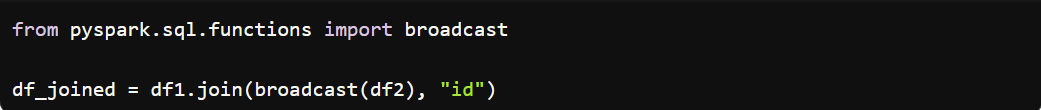 from pyspark.sql.functions import broadcast
df_joined = df1.join(broadcast(df2), "id")